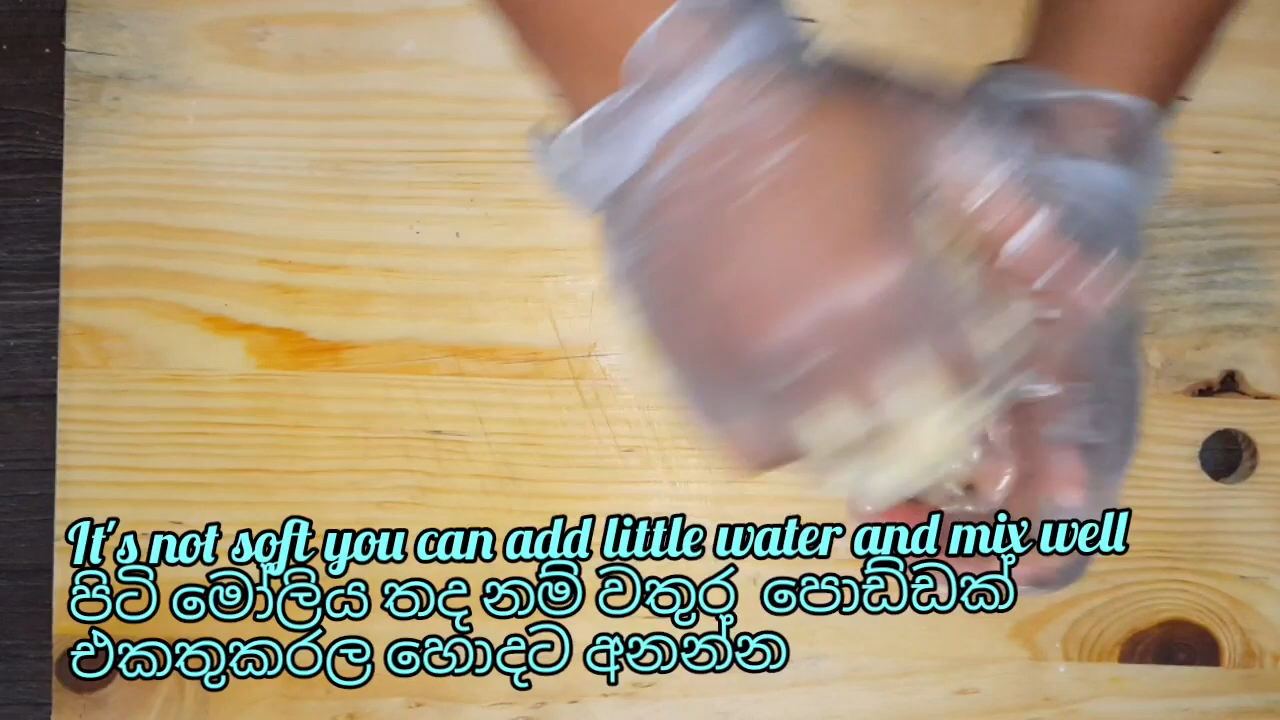 It's not soft you can add little water and mix well
පිටි මෝලිය තද නම් වතුර පොඩ්ඩක්
එකතුකරල හොදට අනන්න